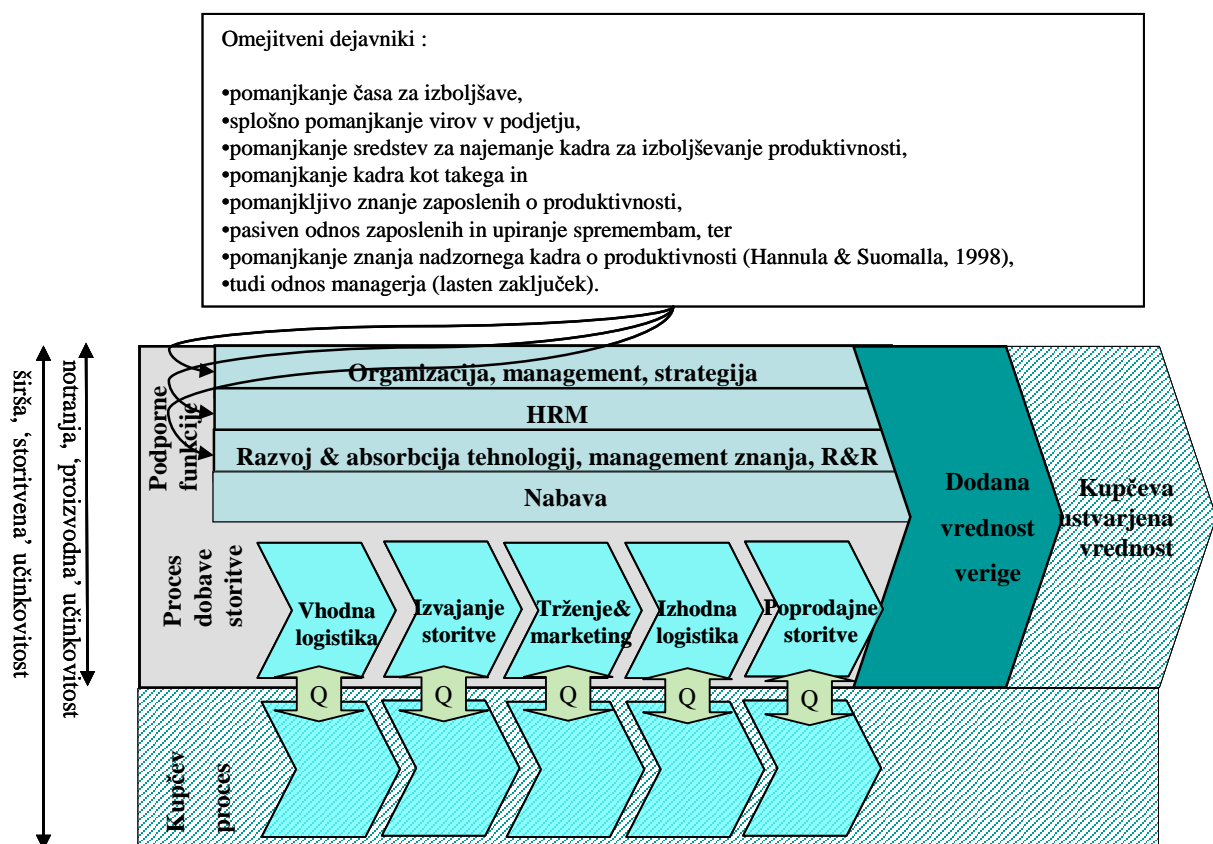 Omejitveni dejavniki :
•pomanjkanje časa za izboljšave,
•splošno pomanjkanje virov v podjetju,
•pomanjkanje sredstev za najemanje kadra za izboljševanje produktivnosti,
•pomanjkanje kadra kot takega in
•pomanjkljivo znanje zaposlenih o produktivnosti,
•pasiven odnos zaposlenih in upiranje spremembam, ter
•pomanjkanje znanja nadzornega kadra o produktivnosti (Hannula & Suomalla, 1998),
•tudi odnos managerja (lasten zaključek).
širša, ‘storitvena’ učinkovitost
notranja, ‘proizvodna’ učinkovitost
Podporne
funkcije
Organizacija, management, strategija
HRM
Razvoj & absorbcija tehnologij, management znanja, R&R
Nabava
Dodana
vrednost
verige
Kupčeva
ustvarjena
vrednost
Proces
dobave
storitve
Vhodna
logistika
Izvajanje
storitve
Trženje&
marketing
Izhodna
logistika
Poprodajne
storitve
Q
Q
Q
Q
Q
Kupčev
proces